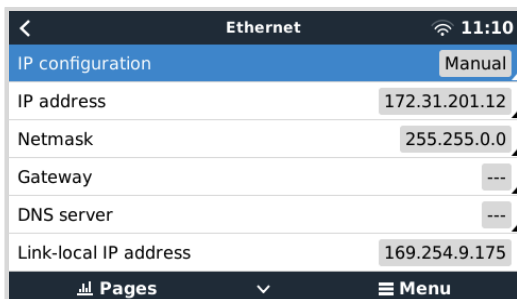 Ethernet 11:10
IP configuration Manual
IP address 172.31.201.12
Netmask 255.255.0.0
Gateway ---
DNS server ---
Link-local IP address 169.254.9.175
Pages Menu